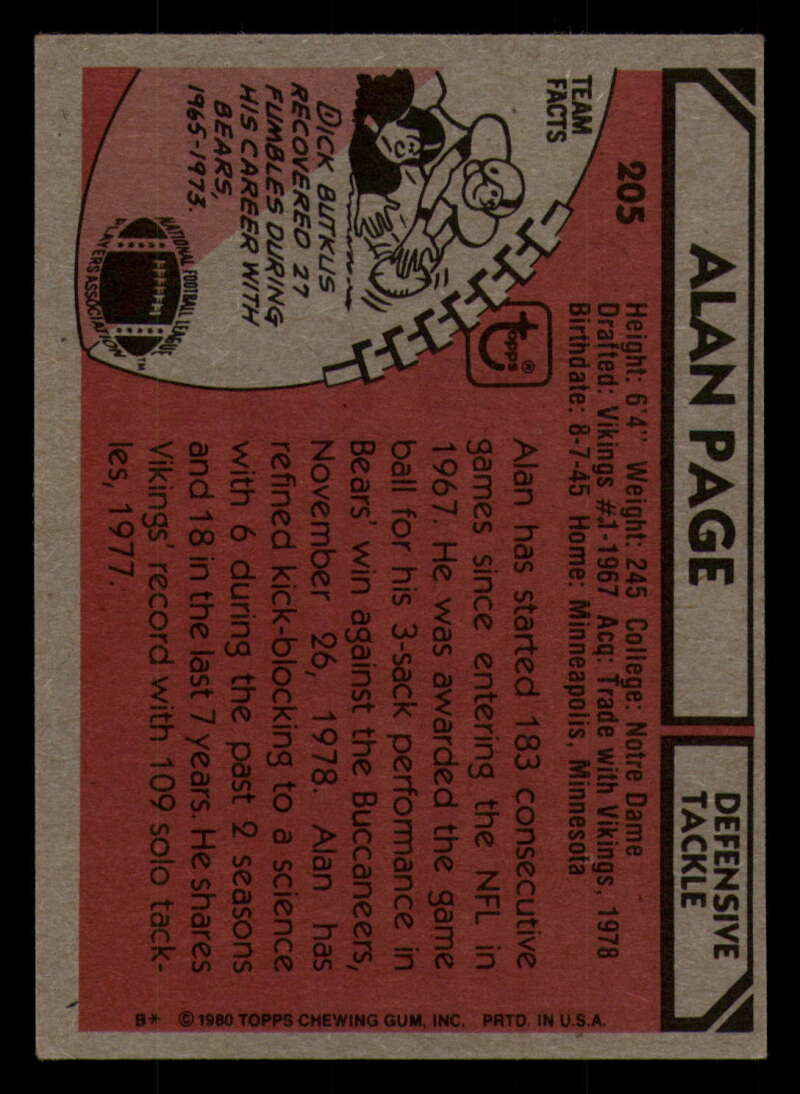 ALAN PAGE
DEFENSIVE
TACKLE
205
Height: 6'4" Weight: 245 College: Notre Dame
Drafted: Vikings #1-1967 Acq: Trade with Vikings, 1978
Birthdate: 8-7-45 Home: Minneapolis, Minnesota
TEAM
FACTS
DICK BUTKUS
RECOVERED 27
FUMBLES DURING
HIS CAREER WITH
BEARS,
1965-1973.
topps®
NATIONAL FOOTBALL LEAGUE
PLAYERS ASSOCIATION
TM
Alan has started 183 consecutive
games since entering the NFL in
1967. He was awarded the game
ball for his 3-sack performance in
Bears' win against the Buccaneers,
November 26, 1978. Alan has
refined kick-blocking to a science
with 6 during the past 2 seasons
and 18 in the last 7 years. He shares
Vikings' record with 109 solo tack-
les, 1977.
B* © 1980 TOPPS CHEWING GUM, INC. PRTD. IN U.S.A.